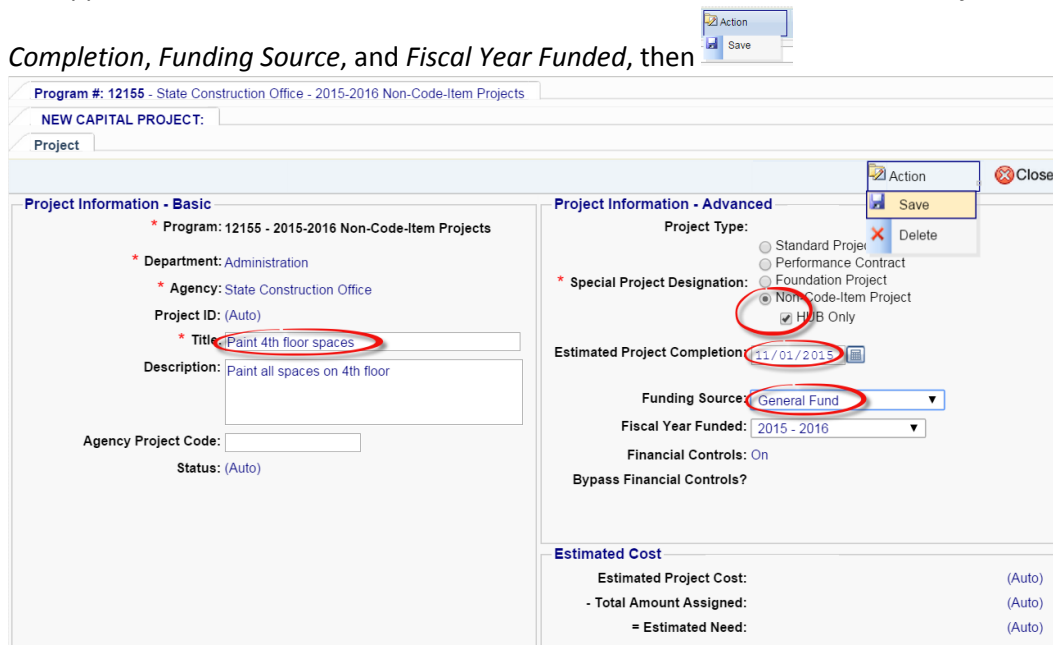 Action
Save
Completion, Funding Source, and Fiscal Year Funded, then
Program #: 12155 - State Construction Office - 2015-2016 Non-Code-Item Projects
NEW CAPITAL PROJECT:
Project
Action
Close
Save
Delete
Project Information - Basic
* Program: 12155 - 2015-2016 Non-Code-Item Projects
* Department: Administration
* Agency: State Construction Office
Project ID: (Auto)
* Title: Paint 4th floor spaces
Description: Paint all spaces on 4th floor
Agency Project Code:
Status: (Auto)
Project Information - Advanced
Project Type:
Standard Projec
Performance Contract
* Special Project Designation: Foundation Project
Non-Code-Item Project
HUB Only
Estimated Project Completion: 11/01/2015
Funding Source: General Fund
Fiscal Year Funded: 2015 - 2016
Financial Controls: On
Bypass Financial Controls?
Estimated Cost
Estimated Project Cost: (Auto)
- Total Amount Assigned: (Auto)
= Estimated Need: (Auto)